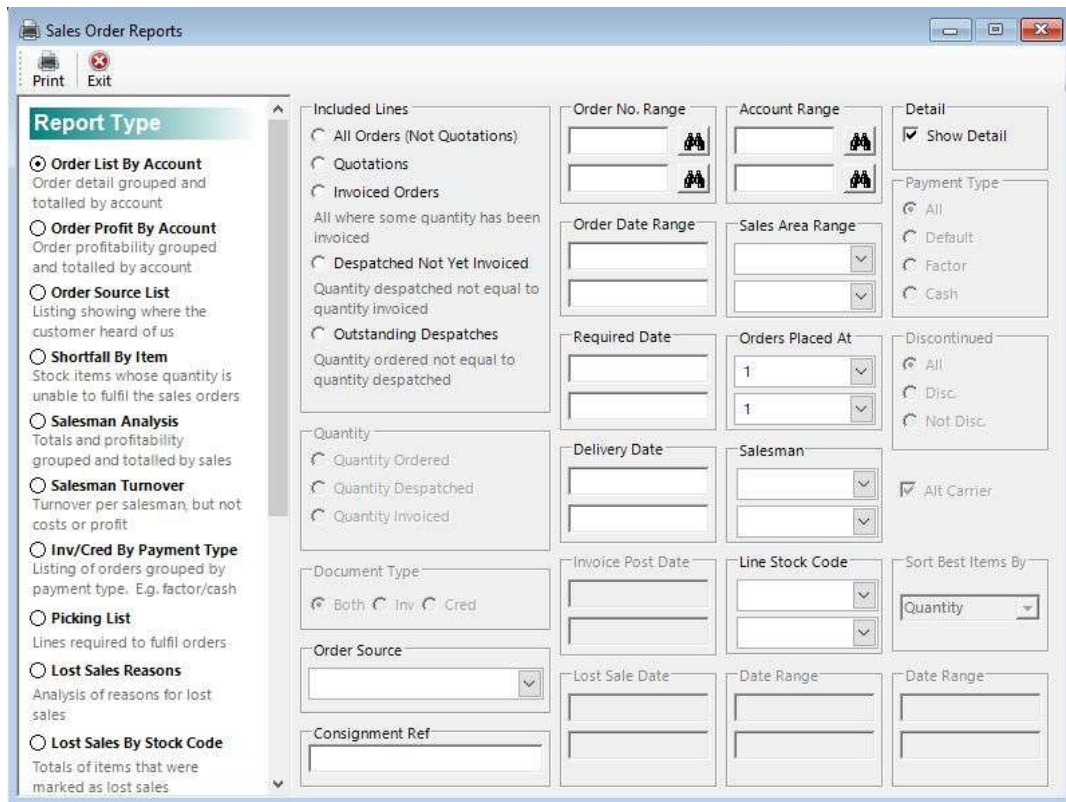 Sales Order Reports
Print
Exit
Report Type
Order List By Account
Order detail grouped and
totalled by account
Order Profit By Account
Order profitability grouped
and totalled by account
Order Source List
Listing showing where the
customer heard of us
Shortfall By Item
Stock items whose quantity is
unable to fulfil the sales orders
Salesman Analysis
Totals and profitability
grouped and totalled by sales
Salesman Turnover
Turnover per salesman, but not
costs or profit
Inv/Cred By Payment Type
Listing of orders grouped by
payment type. E.g. factor/cash
Picking List
Lines required to fulfil orders
Lost Sales Reasons
Analysis of reasons for lost
sales
Lost Sales By Stock Code
Totals of items that were
marked as lost sales
Included Lines
All Orders (Not Quotations)
Quotations
Invoiced Orders
All where some quantity has been
invoiced
Despatched Not Yet Invoiced
Quantity despatched not equal to
quantity invoiced
Outstanding Despatches
Quantity ordered not equal to
quantity despatched
Quantity
Quantity Ordered
Quantity Despatched
Quantity Invoiced
Document Type
Both Inv Cred
Order Source
Consignment Ref
Order No. Range
Order Date Range
Required Date
Delivery Date
Invoice Post Date
Lost Sale Date
Account Range
Sales Area Range
Orders Placed At
1
1
Salesman
Line Stock Code
Date Range
Detail
Show Detail
Payment Type
All
Default
Factor
Cash
Discontinued
All
Disc.
Not Disc.
Alt Carrier
Sort Best Items By
Quantity
Date Range